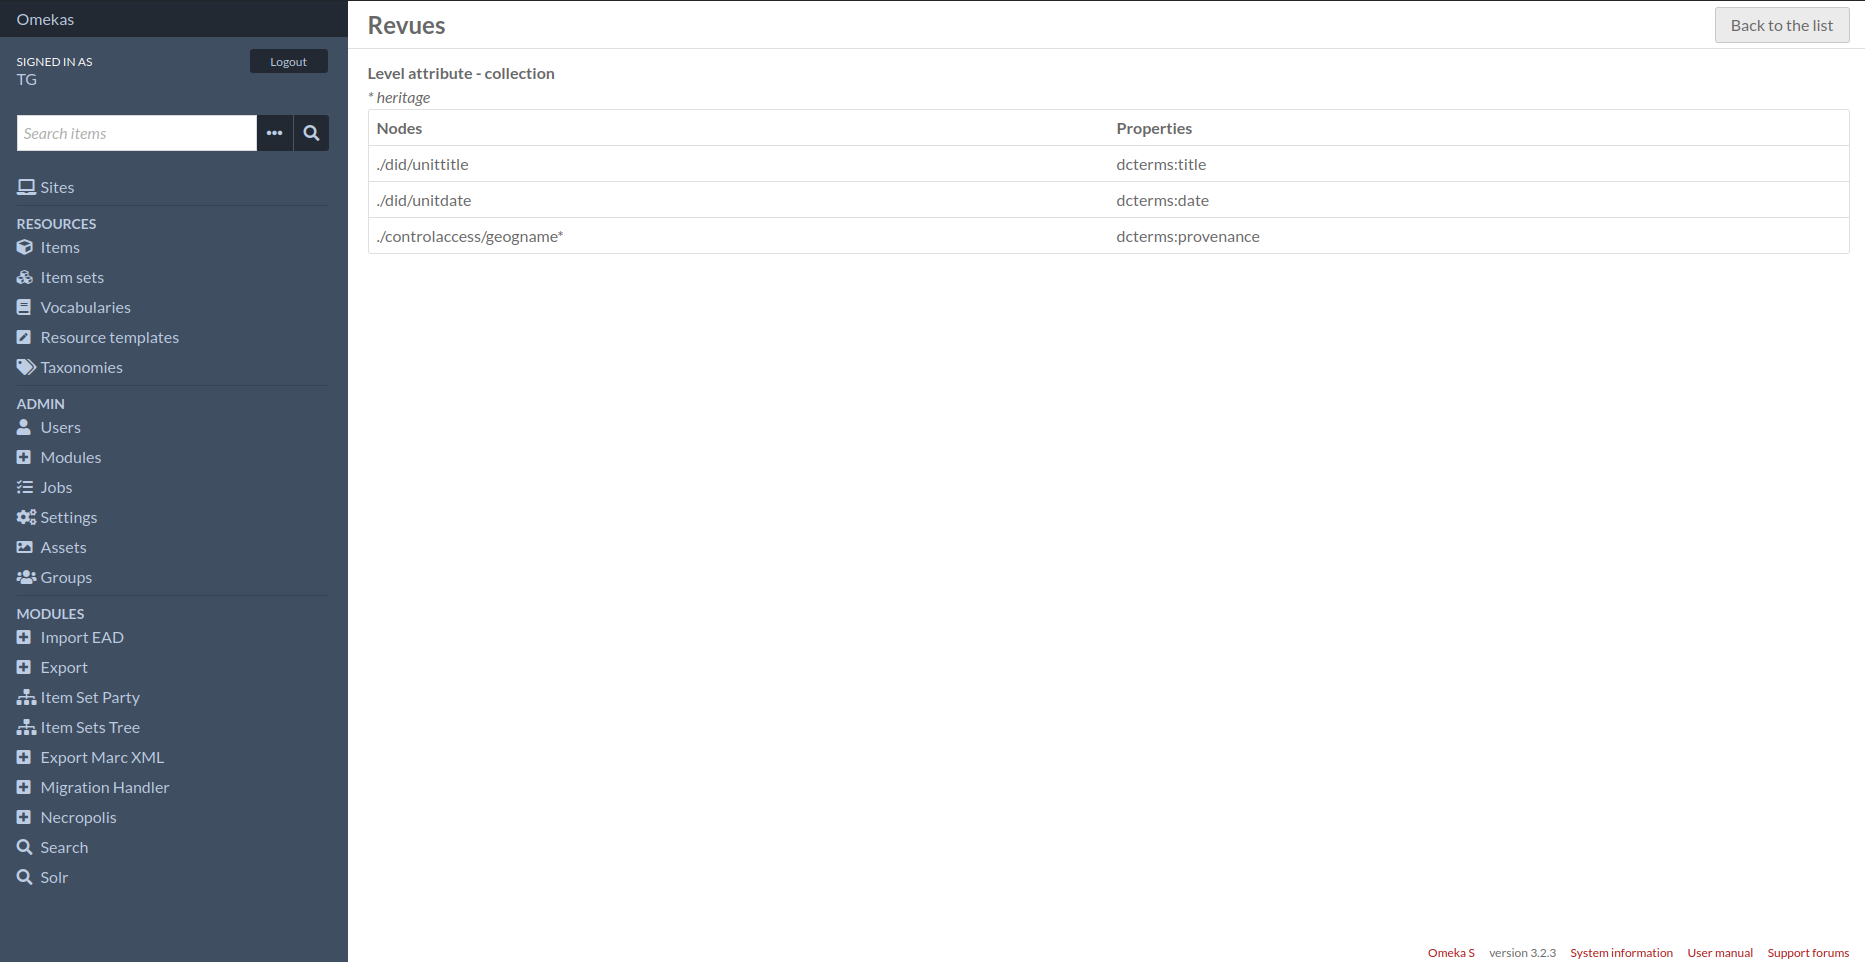 Omekas
SIGNED IN AS
TG
Logout
Search items
Sites
RESOURCES
Items
Item sets
Vocabularies
Resource templates
Taxonomies
ADMIN
Users
Modules
Jobs
Settings
Assets
Groups
MODULES
Import EAD
Export
Item Set Party
Item Sets Tree
Export Marc XML
Migration Handler
Necropolis
Search
Solr
Revues
Back to the list
Level attribute - collection
* heritage
Nodes Properties
./did/unittitle dcterms:title
./did/unitdate dcterms:date
./controlaccess/geogname* dcterms:provenance
Omeka S version 3.2.3 System information User manual Support forums